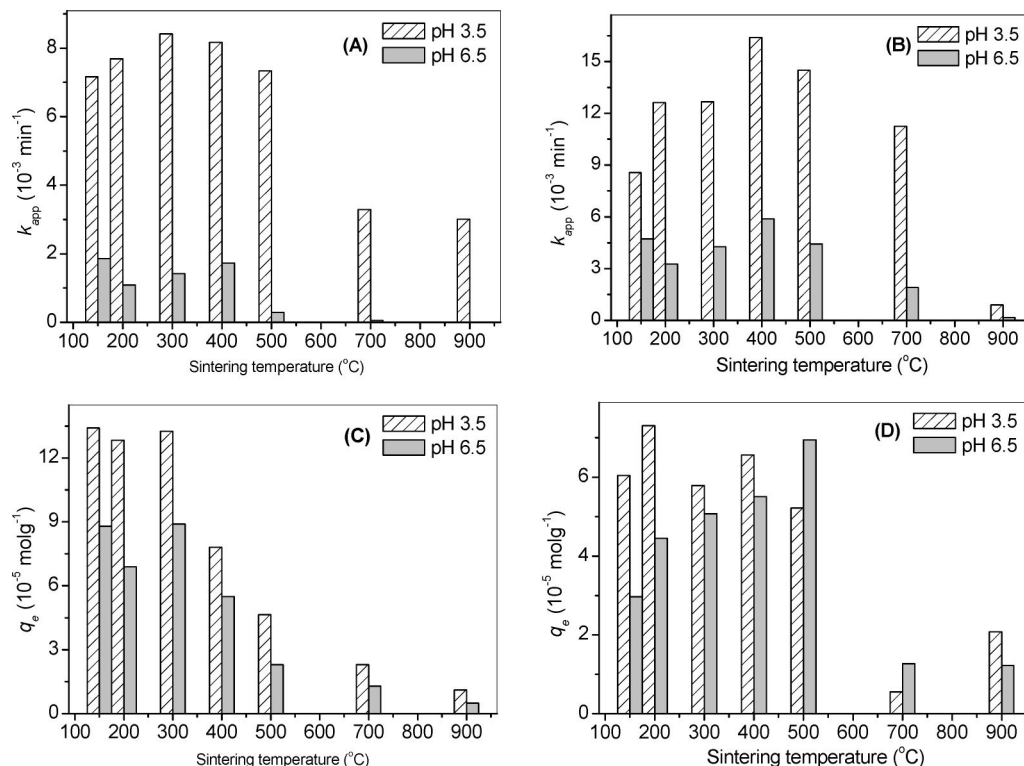 (A)
pH 3.5
pH 6.5
8
6
4
2
0
k_app (10^-3 min^-1)
100 200 300 400 500 600 700 800 900
Sintering temperature (°C)
(B)
pH 3.5
pH 6.5
15
12
9
6
3
0
k_app (10^-3 min^-1)
100 200 300 400 500 600 700 800 900
Sintering temperature (°C)
(C)
pH 3.5
pH 6.5
12
9
6
3
0
q_e (10^-5 molg^-1)
100 200 300 400 500 600 700 800 900
Sintering temperature (°C)
(D)
pH 3.5
pH 6.5
6
4
2
0
q_e (10^-5 molg^-1)
100 200 300 400 500 600 700 800 900
Sintering temperature (°C)